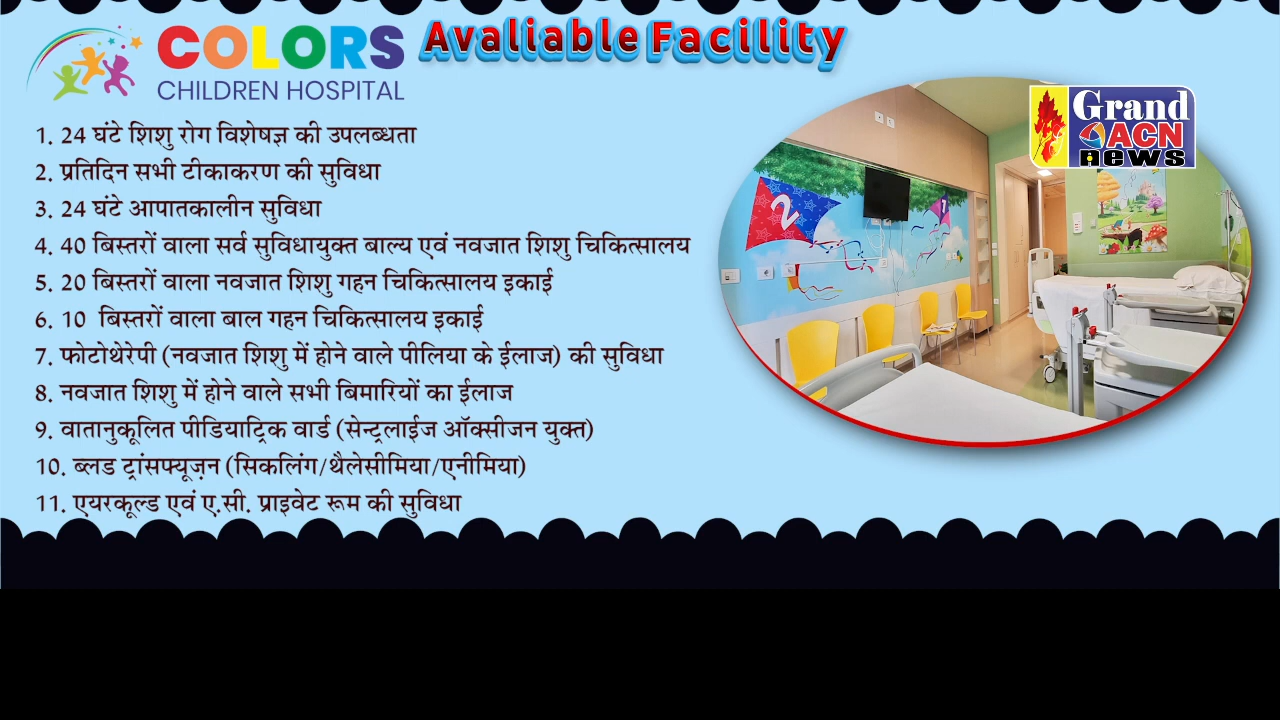 COLORS
CHILDREN HOSPITAL
Avaliable Facility
Grand
ACN
news
1. 24 घंटे शिशु रोग विशेषज्ञ की उपलब्धता
2. प्रतिदिन सभी टीकाकरण की सुविधा
3. 24 घंटे आपातकालीन सुविधा
4. 40 बिस्तरों वाला सर्व सुविधायुक्त बाल्य एवं नवजात शिशु चिकित्सालय
5. 20 बिस्तरों वाला नवजात शिशु गहन चिकित्सालय इकाई
6. 10 बिस्तरों वाला बाल गहन चिकित्सालय इकाई
7. फोटोथेरेपी (नवजात शिशु में होने वाले पीलिया के ईलाज) की सुविधा
8. नवजात शिशु में होने वाले सभी बिमारियों का ईलाज
9. वातानुकूलित पीडियाट्रिक वार्ड (सेन्ट्रलाईज ऑक्सीजन युक्त)
10. ब्लड ट्रांसफ्यूज़न (सिकलिंग/थैलेसीमिया/एनीमिया)
11. एयरकूल्ड एवं ए.सी. प्राइवेट रूम की सुविधा
2
1